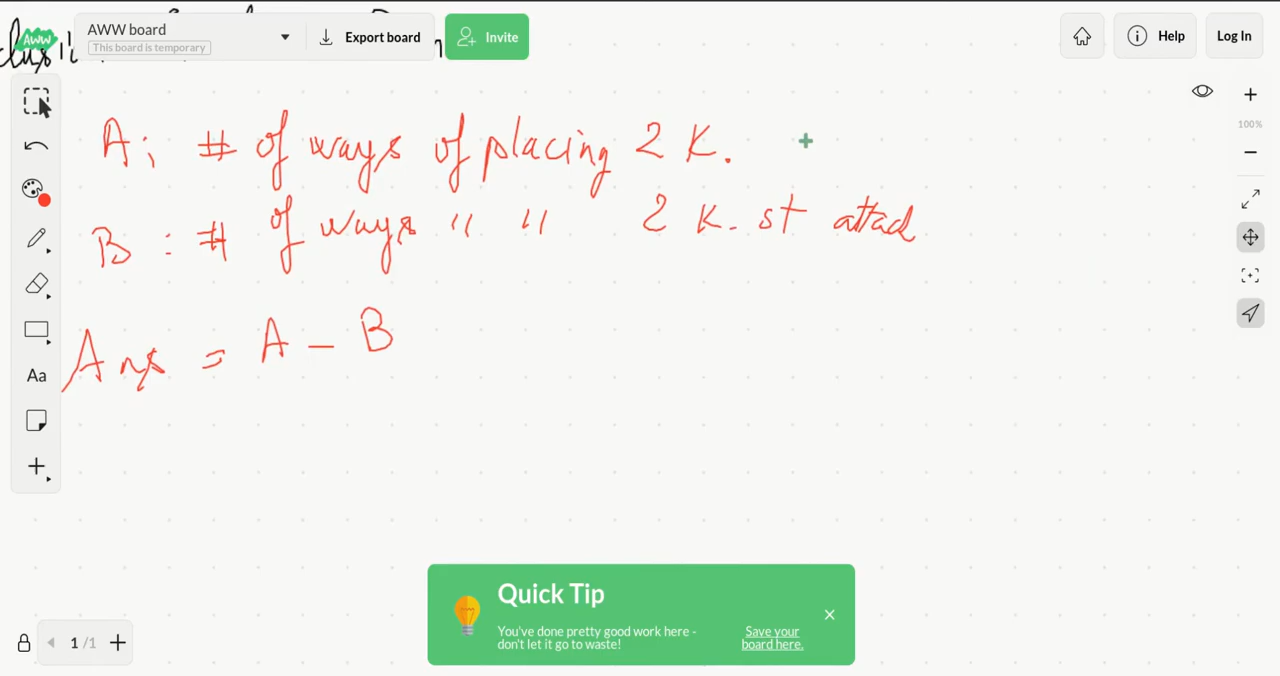 AWW board
This board is temporary
Export board
Invite
Help
Log In
AWW
100%
A: # of ways of placing 2 K.
B: # of ways " " 2 K. st attack
Ans = A - B
Aa
Quick Tip
You've done pretty good work here -
don't let it go to waste!
Save your
board here.
1/1